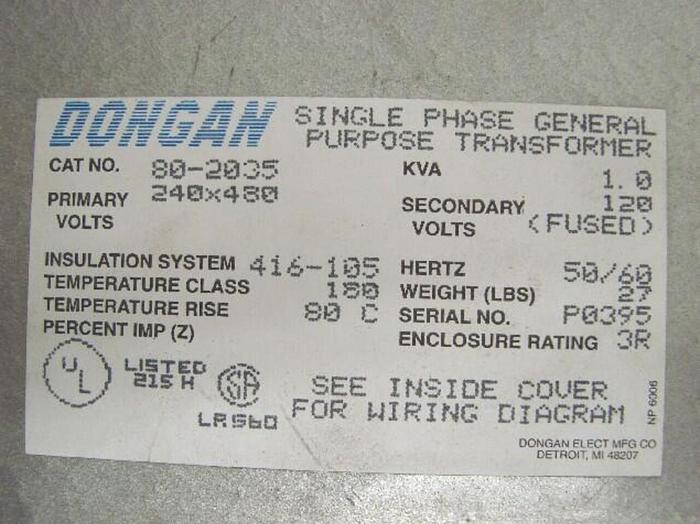 DONGAN SINGLE PHASE GENERAL
PURPOSE TRANSFORMER
CAT NO. 80-2035 KVA 1.0
PRIMARY VOLTS 240x480 SECONDARY VOLTS 120 (FUSED)
INSULATION SYSTEM 416-105 HERTZ 50/60
TEMPERATURE CLASS 180 WEIGHT (LBS) 27
TEMPERATURE RISE 80 C SERIAL NO. P0395
PERCENT IMP (Z) ENCLOSURE RATING 3R
UL LISTED
215 H
SA
LR560
SEE INSIDE COVER
FOR WIRING DIAGRAM
NP 6006
DONGAN ELECT MFG CO
DETROIT, MI 48207